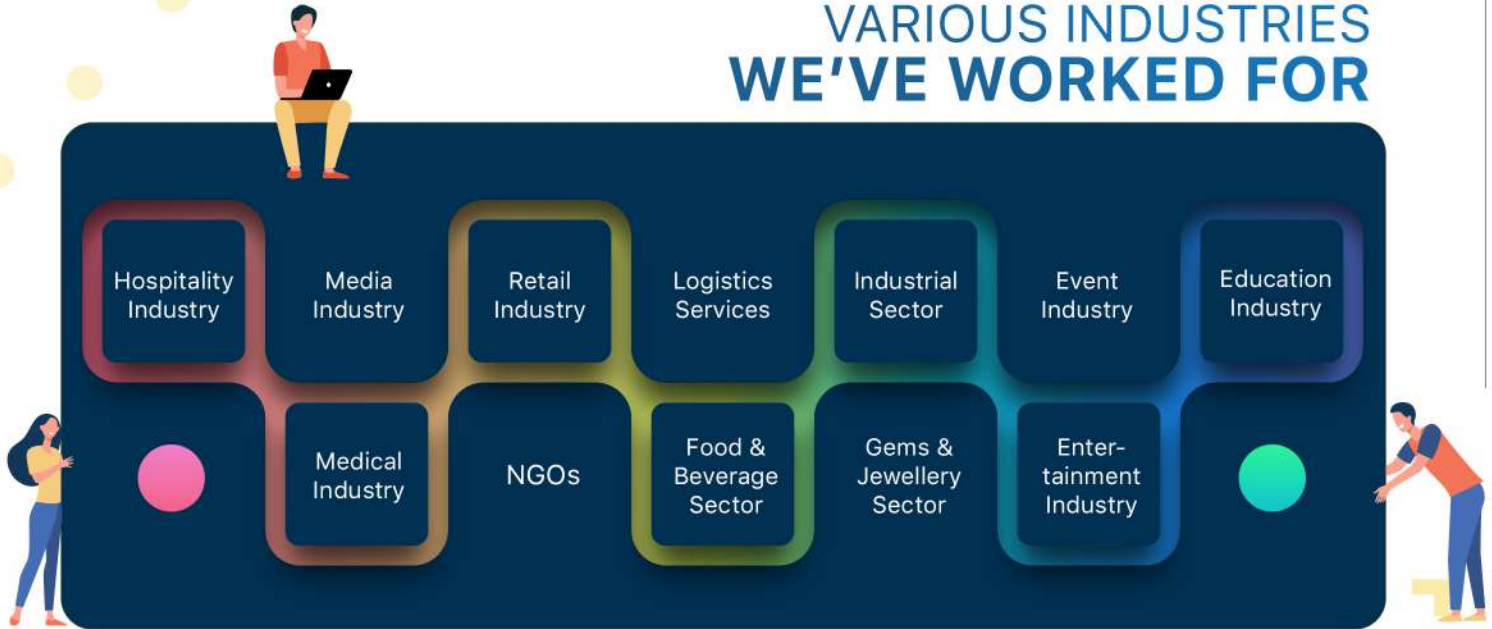 VARIOUS INDUSTRIES
WE'VE WORKED FOR
Hospitality
Industry
Media
Industry
Retail
Industry
Logistics
Services
Industrial
Sector
Event
Industry
Education
Industry
Medical
Industry
NGOs
Food &
Beverage
Sector
Gems &
Jewellery
Sector
Enter-
tainment
Industry